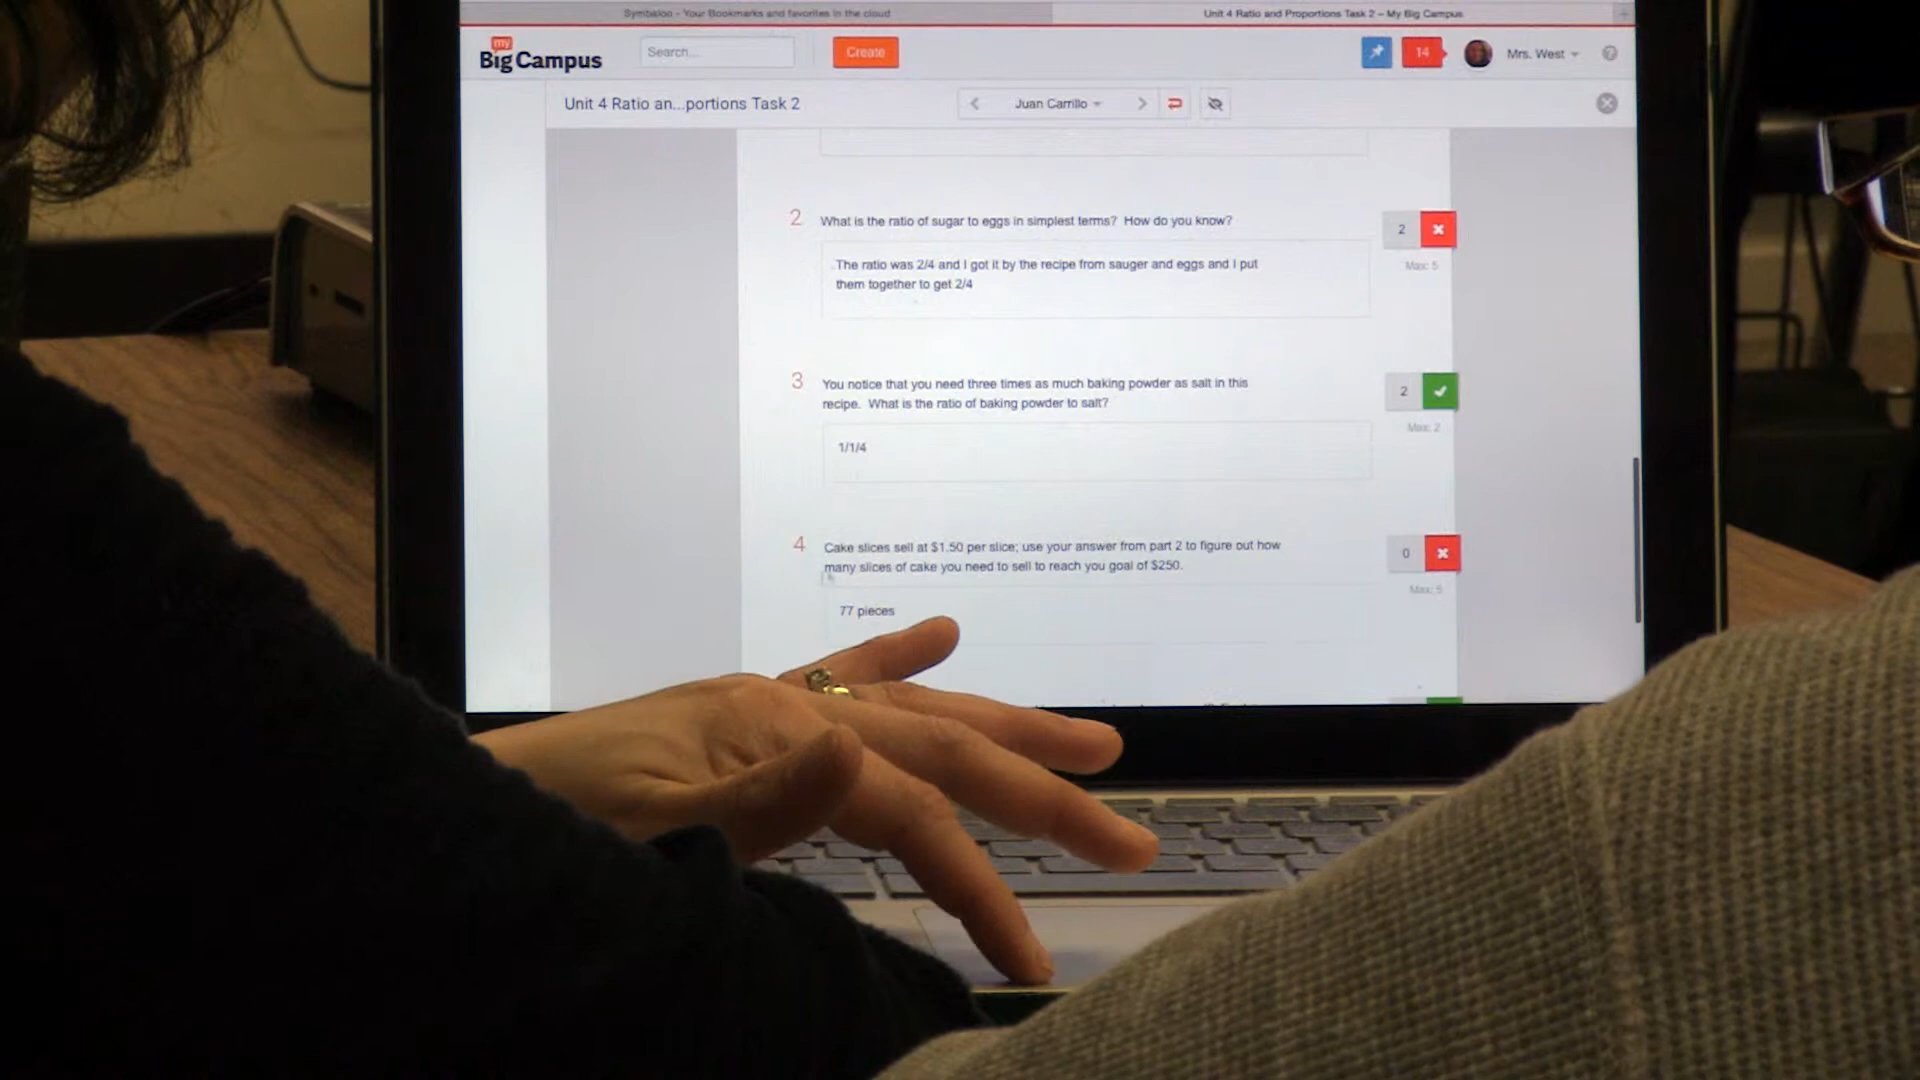 Symbaloo - Your Bookmarks and favorites in the cloud
Unit 4 Ratio and Proportions Task 2 – My Big Campus
my
Big Campus
Search...
Create
14
Mrs. West
Unit 4 Ratio an...portions Task 2
Juan Carrillo
2 What is the ratio of sugar to eggs in simplest terms? How do you know?
2
Max: 5
The ratio was 2/4 and I got it by the recipe from sauger and eggs and I put
them together to get 2/4
3 You notice that you need three times as much baking powder as salt in this
recipe. What is the ratio of baking powder to salt?
2
Max: 2
1/1/4
4 Cake slices sell at $1.50 per slice; use your answer from part 2 to figure out how
many slices of cake you need to sell to reach you goal of $250.
0
Max: 5
77 pieces